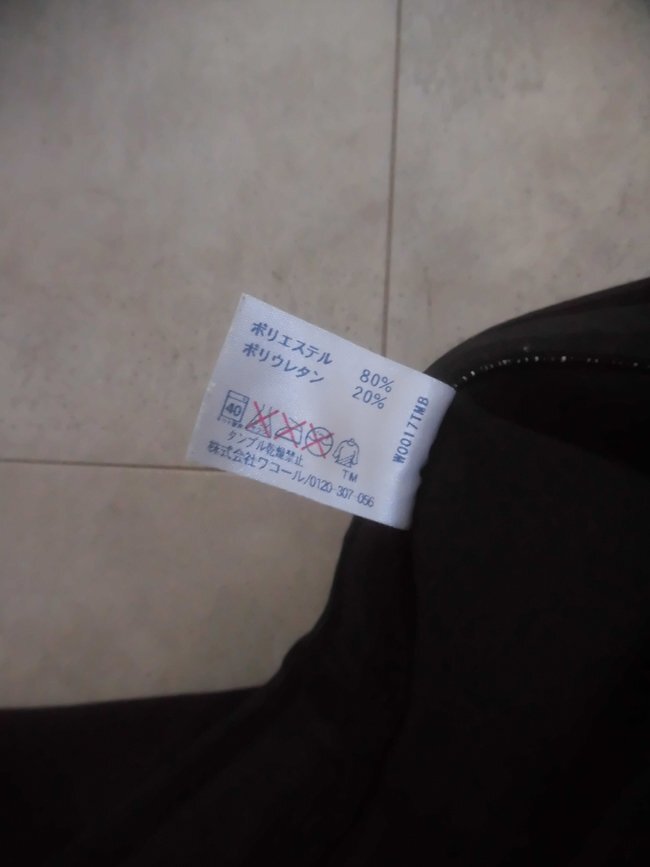 ポリエステル 80%
ポリウレタン 20%
40
タンブル乾燥禁止
TM
株式会社ワコール/0120-307-056
W0017TMB